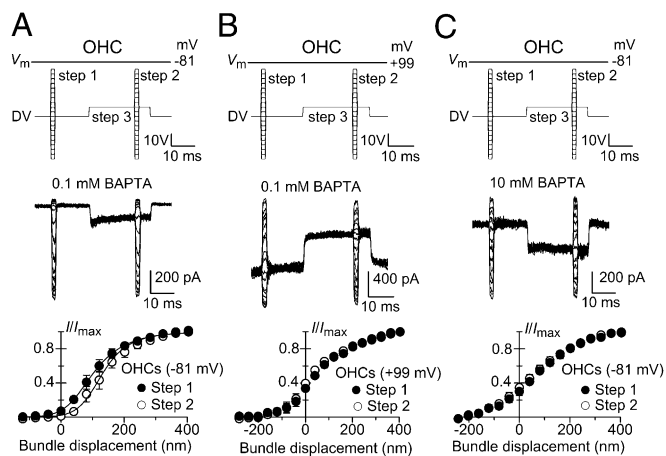 A
OHC
mV
Vm
-81
step 1
step 2
DV
step 3
10V
10 ms
0.1 mM BAPTA
200 pA
10 ms
I/Imax
0.8
0.4
OHCs (-81 mV)
Step 1
Step 2
0
200
400
Bundle displacement (nm)
B
OHC
mV
Vm
+99
step 1
step 2
DV
step 3
10V
10 ms
0.1 mM BAPTA
400 pA
10 ms
I/Imax
0.8
0.4
OHCs (+99 mV)
Step 1
Step 2
-200
0
200
400
Bundle displacement (nm)
C
OHC
mV
Vm
-81
step 1
step 2
DV
step 3
10V
10 ms
10 mM BAPTA
200 pA
10 ms
I/Imax
0.8
0.4
OHCs (-81 mV)
Step 1
Step 2
-200
0
200
400
Bundle displacement (nm)